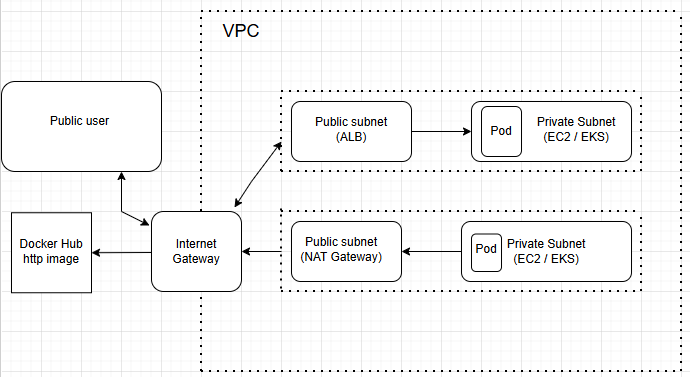 VPC
Public user
Public subnet
(ALB)
Pod
Private Subnet
(EC2 / EKS)
Docker Hub
http image
Internet
Gateway
Public subnet
(NAT Gateway)
Pod
Private Subnet
(EC2 / EKS)